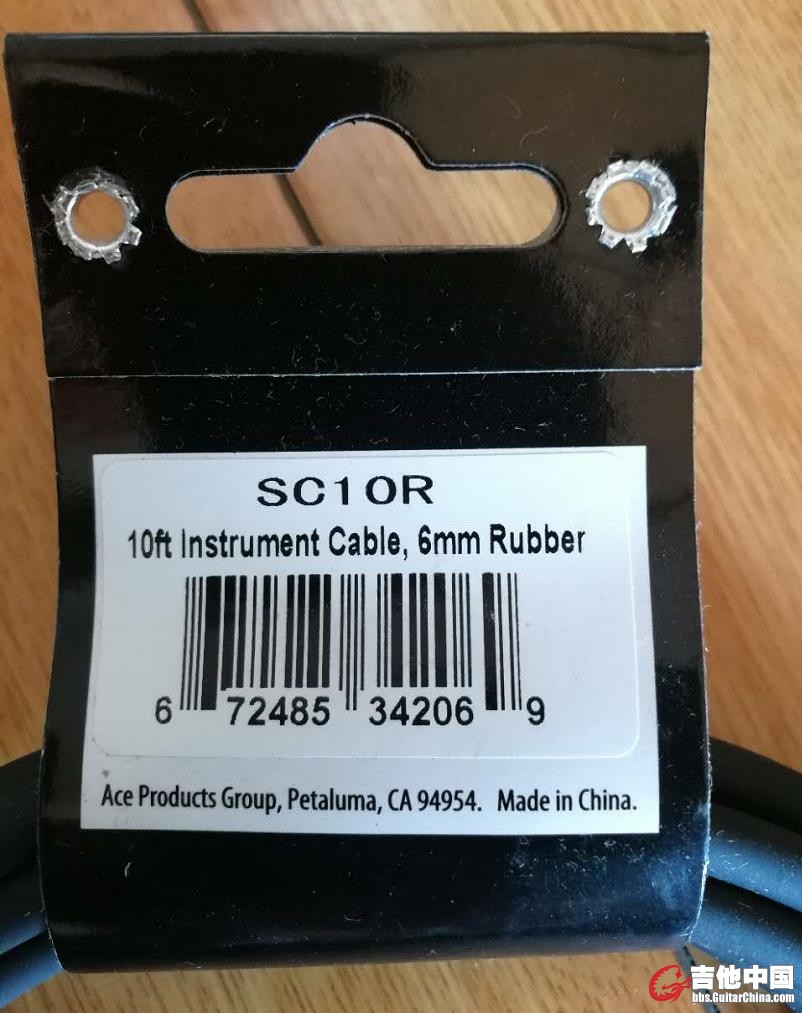 SC10R
10ft Instrument Cable, 6mm Rubber
6 72485 34206 9
Ace Products Group, Petaluma, CA 94954. Made in China.
吉他中国
bbs.GuitarChina.com